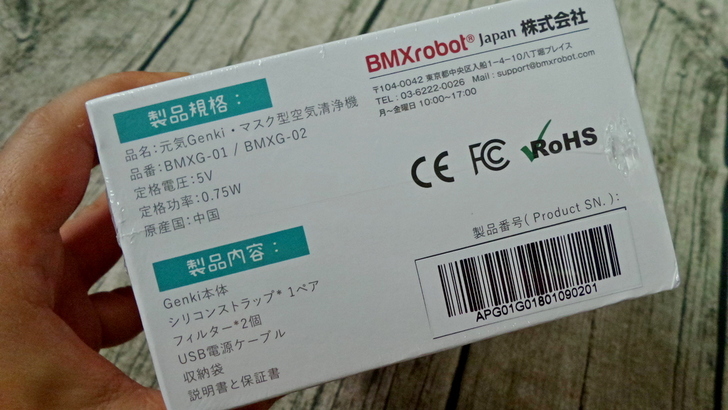 製品規格：
品名：元気Genki・マスク型空気清浄機
品番：BMXG-01 / BMXG-02
定格電圧：5V
定格功率：0.75W
原産国：中国
製品内容：
Genki本体
シリコンストラップ* 1ペア
フィルター*2個
USB電源ケーブル
収納袋
説明書と保証書
BMXrobot® Japan 株式会社
〒104-0042 東京都中央区入船1-4-10八丁堀プレイス
TEL：03-6222-0026 Mail：support@bmxrobot.com
月~金曜日 10:00~17:00
CE FC RoHS
製品番号( Product SN. )：
APG01G01801090201